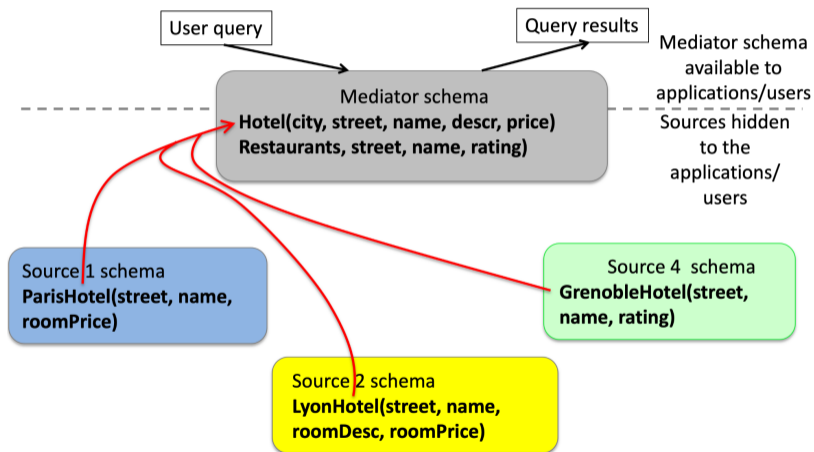 User query
Query results
Mediator schema
available to
applications/users
Mediator schema
Hotel(city, street, name, descr, price)
Restaurants, street, name, rating)
Sources hidden
to the
applications/
users
Source 1 schema
ParisHotel(street, name,
roomPrice)
Source 4 schema
GrenobleHotel(street,
name, rating)
Source 2 schema
LyonHotel(street, name,
roomDesc, roomPrice)